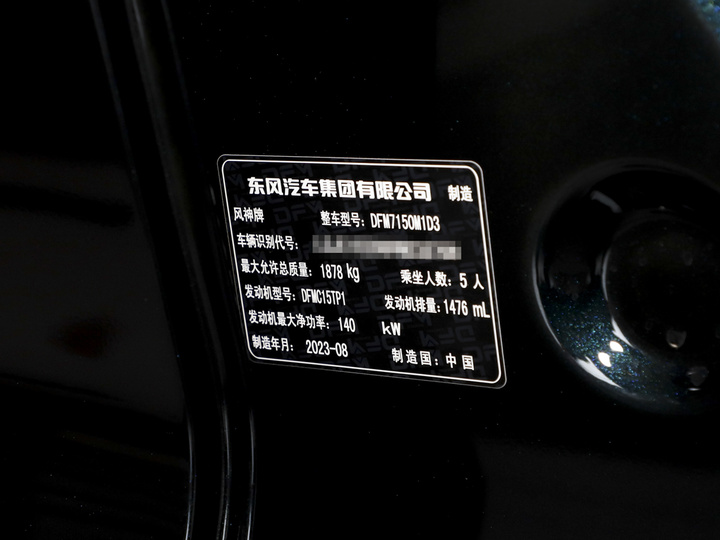 东风汽车集团有限公司 制造
风神牌 整车型号: DFM7150M1D3
车辆识别代号:
最大允许总质量: 1878 kg 乘坐人数: 5 人
发动机型号: DFMC15TP1 发动机排量: 1476 mL
发动机最大净功率: 140 kW
制造年月: 2023-08 制造国: 中国